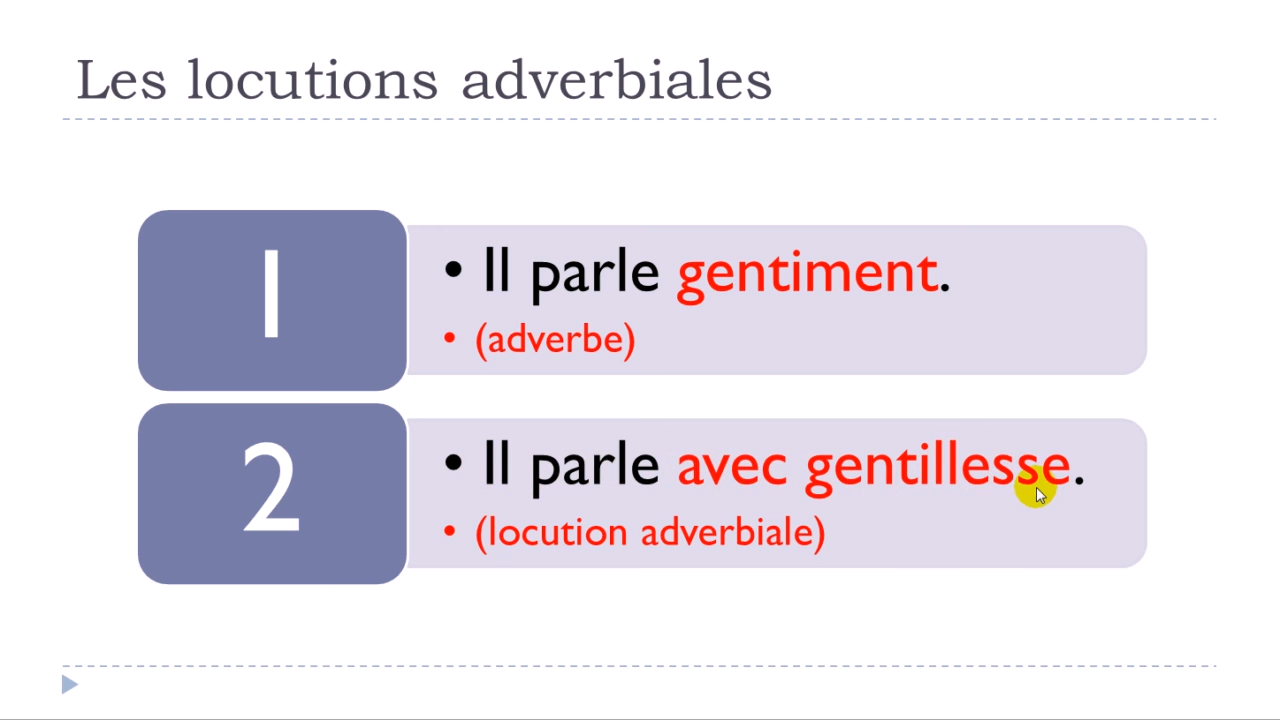 Les locutions adverbiales
1
• Il parle gentiment.
• (adverbe)
2
• Il parle avec gentillesse.
• (locution adverbiale)